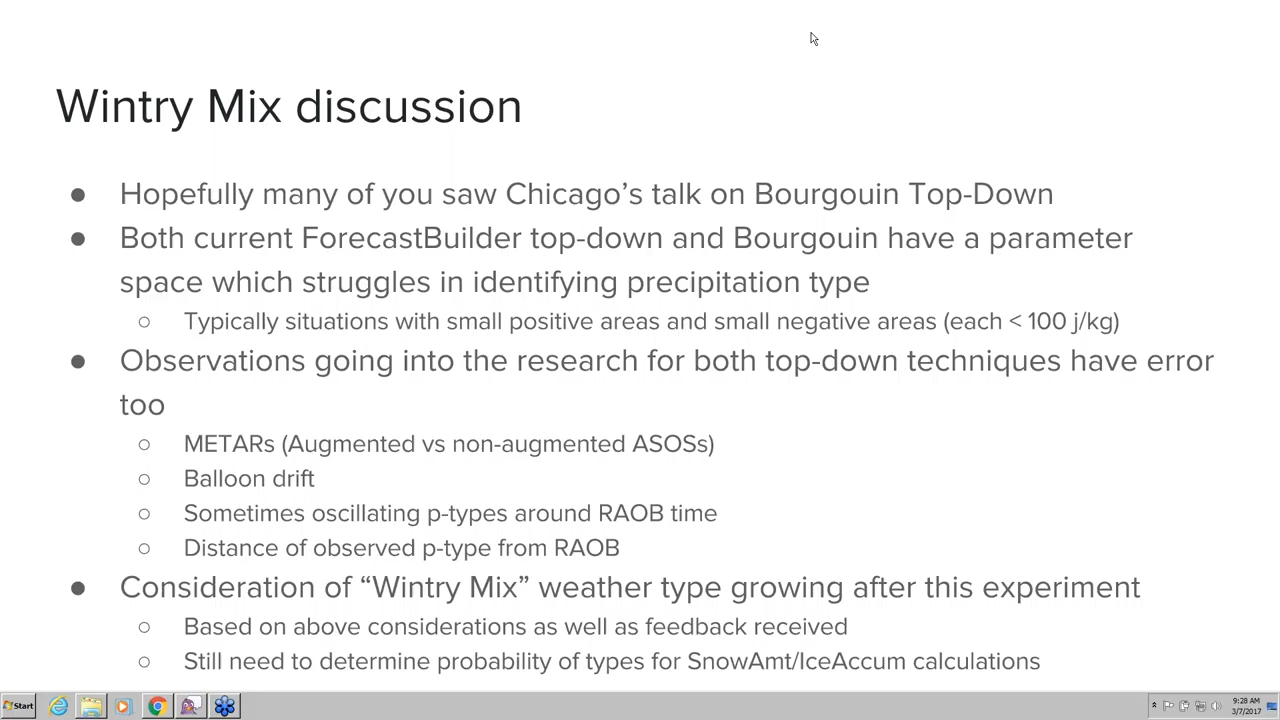 Wintry Mix discussion
● Hopefully many of you saw Chicago’s talk on Bourgouin Top-Down
● Both current ForecastBuilder top-down and Bourgouin have a parameter
space which struggles in identifying precipitation type
○ Typically situations with small positive areas and small negative areas (each < 100 j/kg)
● Observations going into the research for both top-down techniques have error
too
○ METARs (Augmented vs non-augmented ASOSs)
○ Balloon drift
○ Sometimes oscillating p-types around RAOB time
○ Distance of observed p-type from RAOB
● Consideration of “Wintry Mix” weather type growing after this experiment
○ Based on above considerations as well as feedback received
○ Still need to determine probability of types for SnowAmt/IceAccum calculations
Start
9:28 AM
3/7/2017